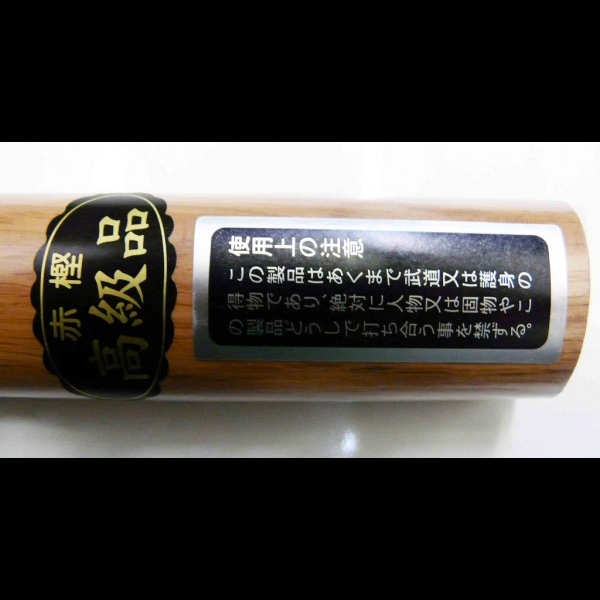 赤樫
高級品
使用上の注意
この製品はあくまで武道又は護身の
得物であり、絶対に人物又は固物やこ
の製品どうしで打ち合う事を禁ずる。